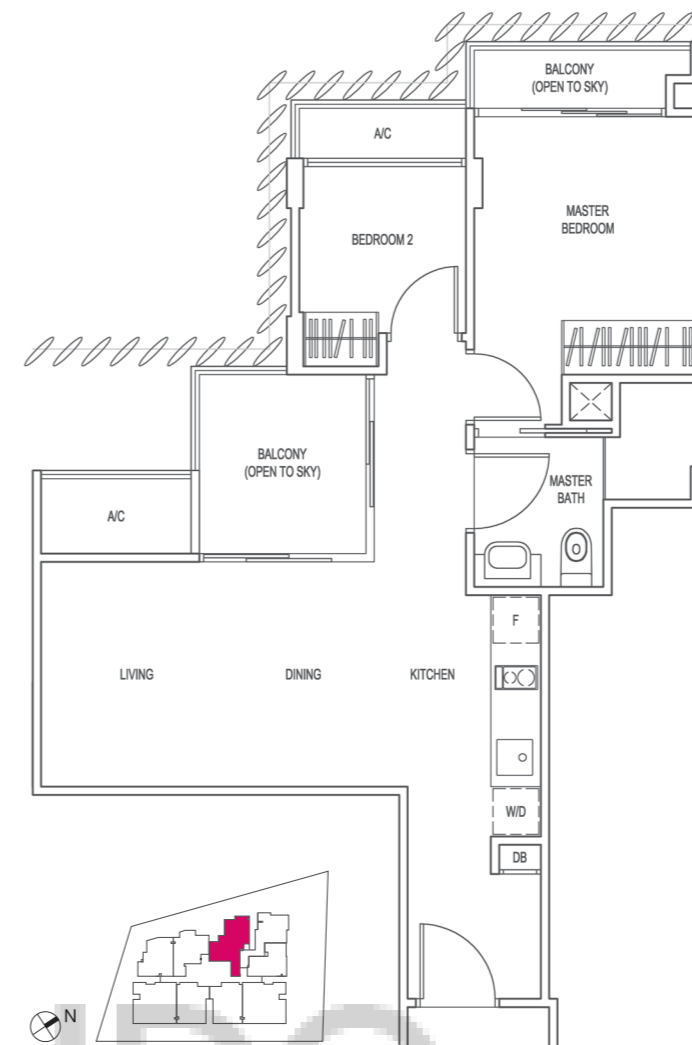 BALCONY
(OPEN TO SKY)
A/C
MASTER
BEDROOM
BEDROOM 2
BALCONY
(OPEN TO SKY)
MASTER
BATH
A/C
F
LIVING
DINING
KITCHEN
W/D
DB
N